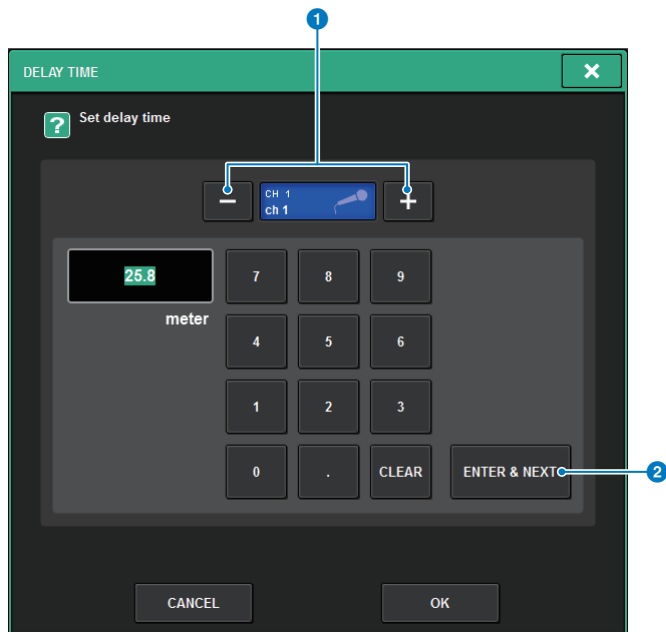 1
DELAY TIME
?
Set delay time
CH 1
ch 1
25.8
meter
7 8 9
4 5 6
1 2 3
0 . CLEAR ENTER & NEXT
2
CANCEL OK